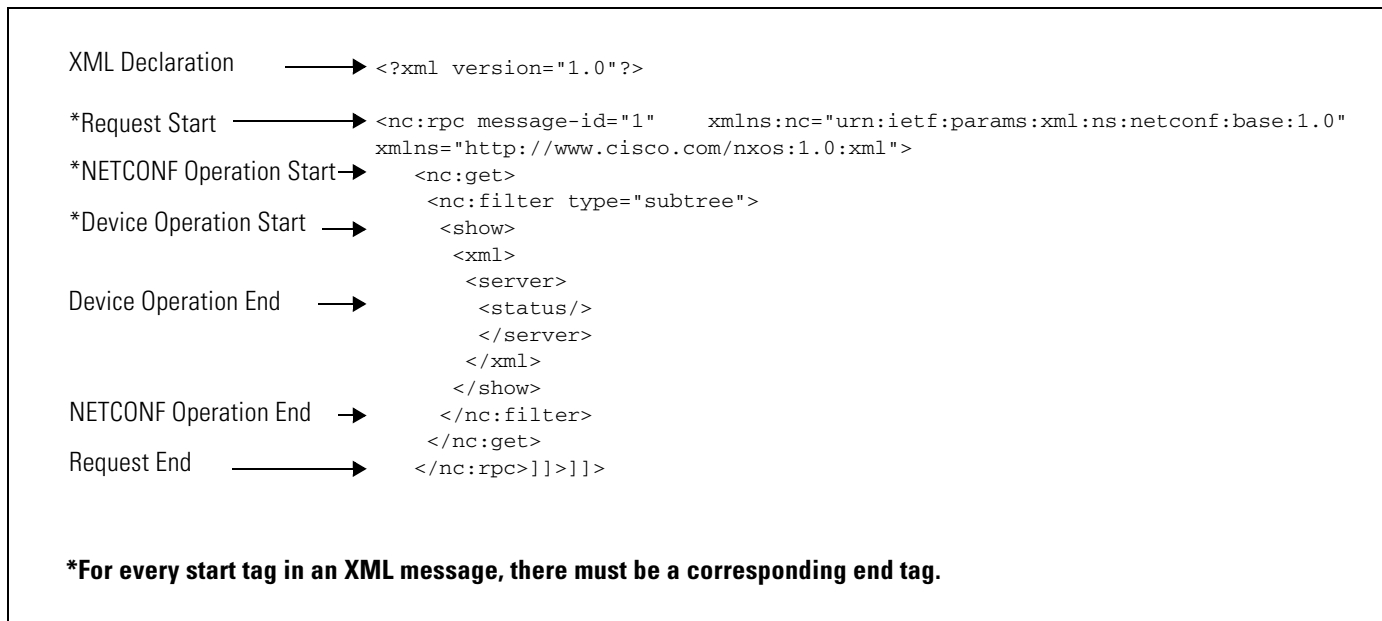 XML Declaration <?xml version="1.0"?>
*Request Start <nc:rpc message-id="1" xmlns:nc="urn:ietf:params:xml:ns:netconf:base:1.0"
xmlns="http://www.cisco.com/nxos:1.0:xml">
*NETCONF Operation Start <nc:get>
<nc:filter type="subtree">
*Device Operation Start <show>
<xml>
<server>
Device Operation End <status/>
</server>
</xml>
</show>
NETCONF Operation End </nc:filter>
</nc:get>
Request End </nc:rpc>]]>]]>
*For every start tag in an XML message, there must be a corresponding end tag.